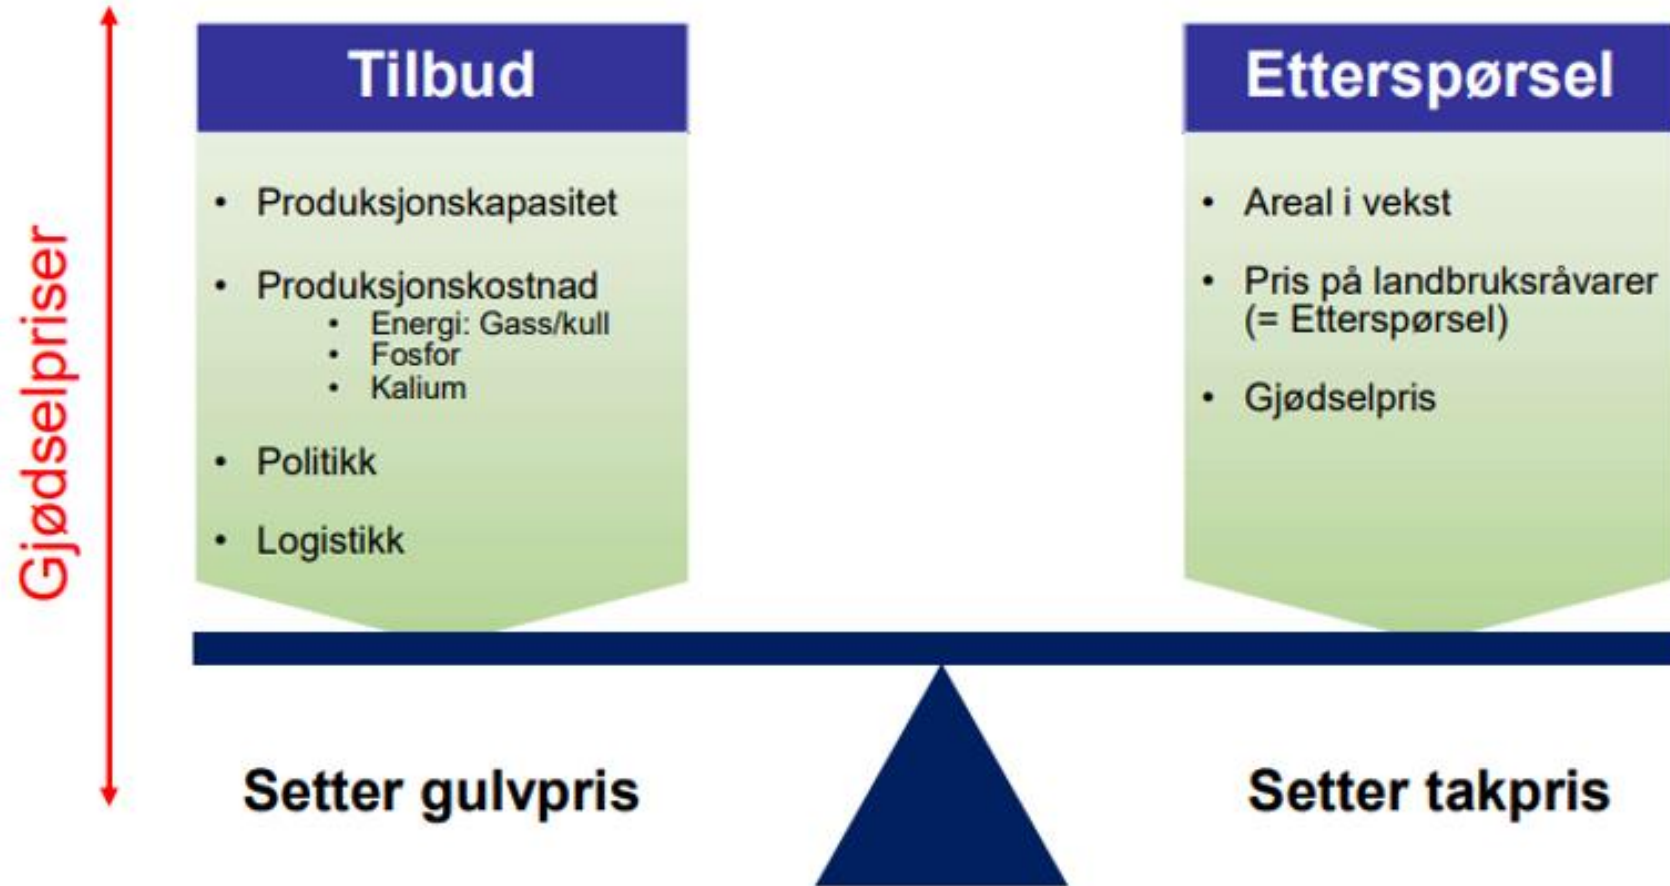 Gjødselpriser
Tilbud
• Produksjonskapasitet
• Produksjonskostnad
• Energi: Gass/kull
• Fosfor
• Kalium
• Politikk
• Logistikk
Setter gulvpris
Etterspørsel
• Areal i vekst
• Pris på landbruksråvarer
(= Etterspørsel)
• Gjødselpris
Setter takpris